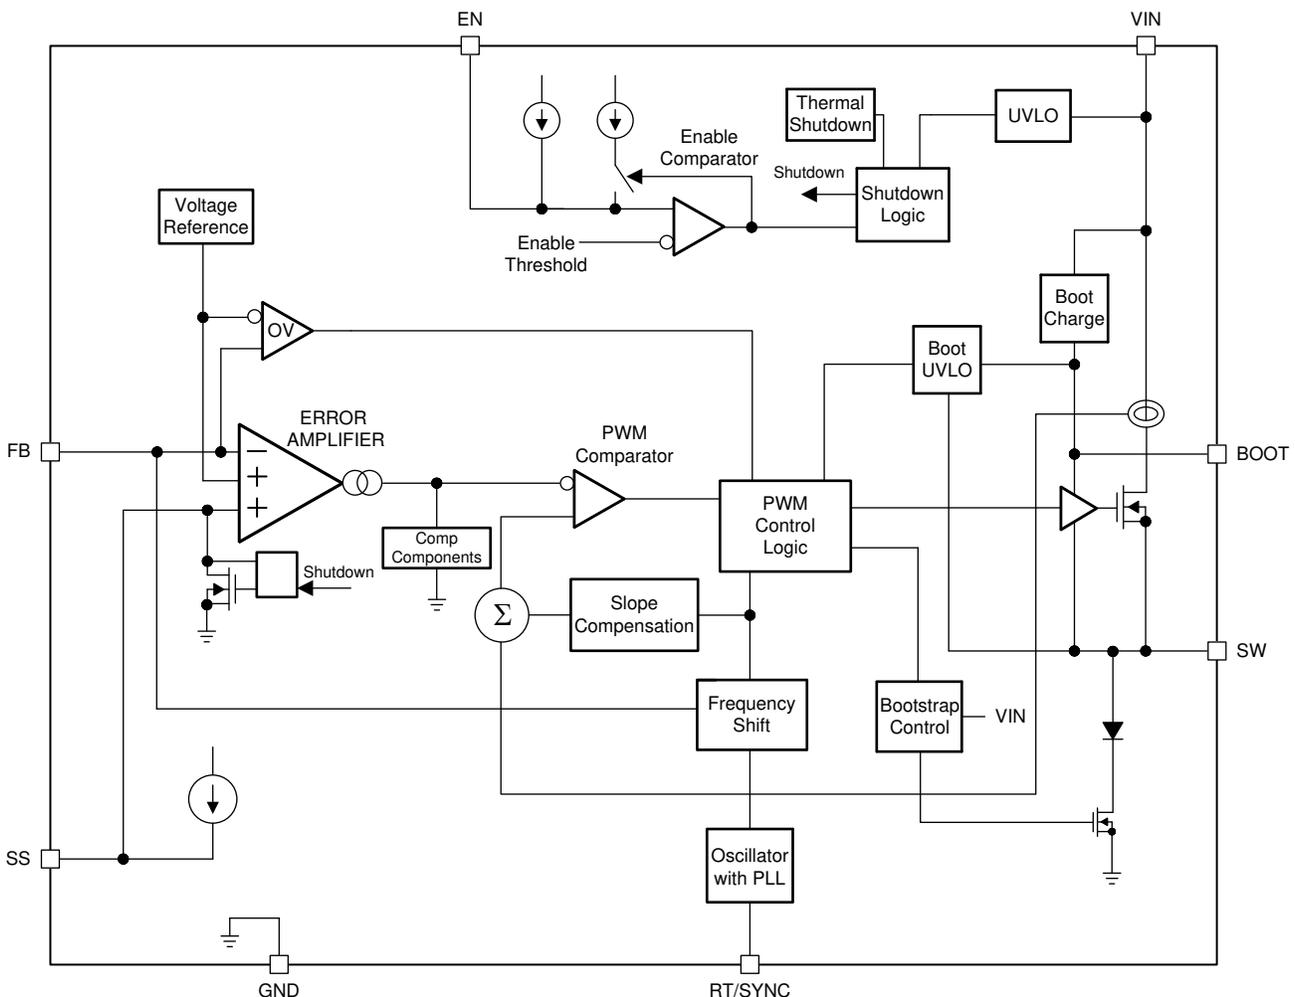 EN
VIN
Thermal
Shutdown
UVLO
Enable
Comparator
Shutdown
Shutdown
Logic
Voltage
Reference
Enable
Threshold
Boot
Charge
OV
Boot
UVLO
ERROR
AMPLIFIER
FB
PWM
Comparator
BOOT
−
+
+
PWM
Control
Logic
Comp
Components
Shutdown
Σ
Slope
Compensation
SW
Frequency
Shift
Bootstrap
Control
VIN
SS
Oscillator
with PLL
GND
RT/SYNC